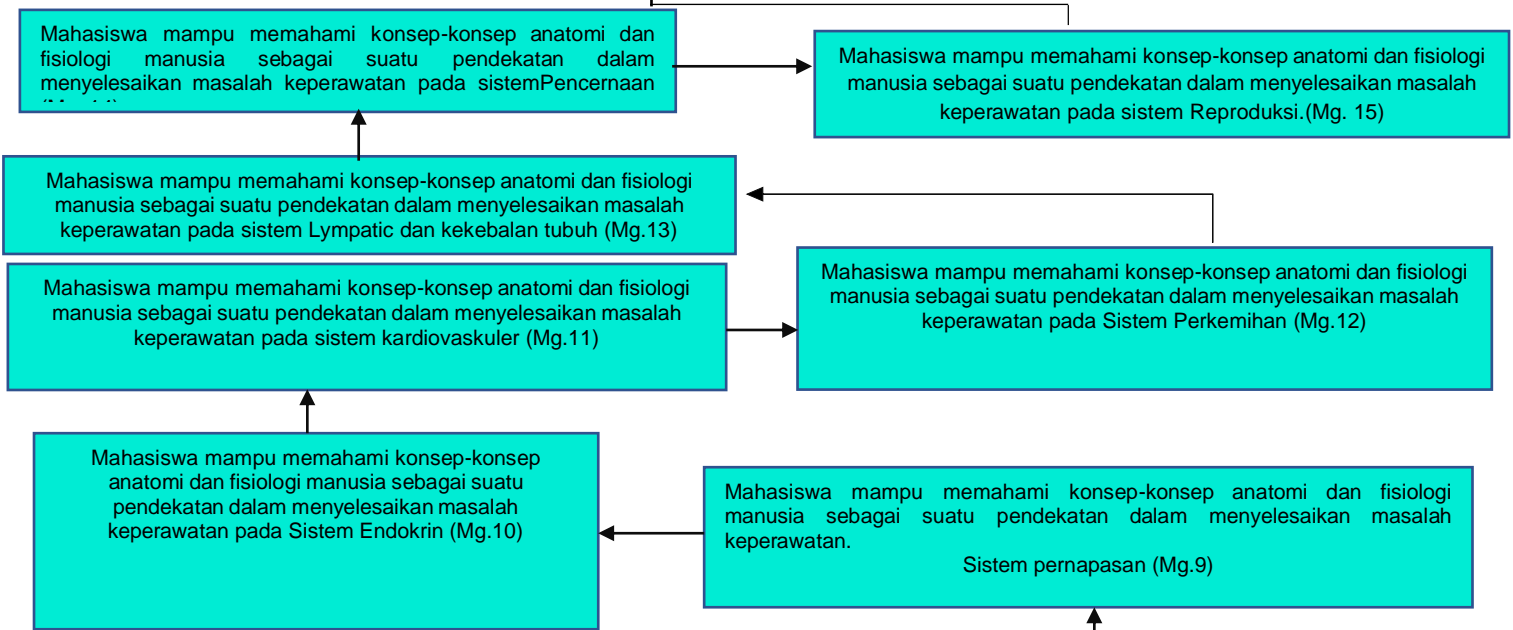 Mahasiswa mampu memahami konsep-konsep anatomi dan
fisiologi manusia sebagai suatu pendekatan dalam
menyelesaikan masalah keperawatan pada sistemPencernaan
Mahasiswa mampu memahami konsep-konsep anatomi dan fisiologi
manusia sebagai suatu pendekatan dalam menyelesaikan masalah
keperawatan pada sistem Reproduksi.(Mg. 15)
Mahasiswa mampu memahami konsep-konsep anatomi dan fisiologi
manusia sebagai suatu pendekatan dalam menyelesaikan masalah
keperawatan pada sistem Lympatic dan kekebalan tubuh (Mg.13)
Mahasiswa mampu memahami konsep-konsep anatomi dan fisiologi
manusia sebagai suatu pendekatan dalam menyelesaikan masalah
keperawatan pada sistem kardiovaskuler (Mg.11)
Mahasiswa mampu memahami konsep-konsep anatomi dan fisiologi
manusia sebagai suatu pendekatan dalam menyelesaikan masalah
keperawatan pada Sistem Perkemihan (Mg.12)
Mahasiswa mampu memahami konsep-konsep
anatomi dan fisiologi manusia sebagai suatu
pendekatan dalam menyelesaikan masalah
keperawatan pada Sistem Endokrin (Mg.10)
Mahasiswa mampu memahami konsep-konsep anatomi dan fisiologi
manusia sebagai suatu pendekatan dalam menyelesaikan masalah
keperawatan.
Sistem pernapasan (Mg.9)